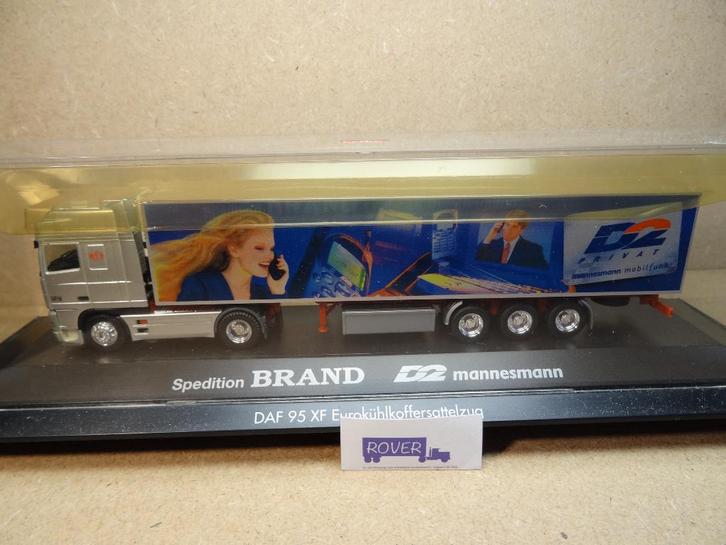 D2
PRIVAT
mannesmann mobilfunk
Spedition BRAND D2 mannesmann
DAF 95 XF Eurokühlkoffersattelzug
ROVER